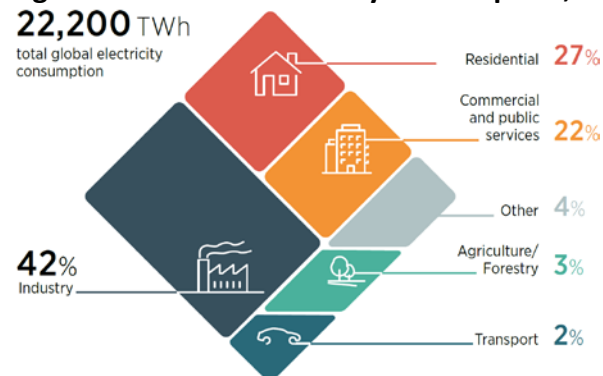 22,200 TWh
total global electricity
consumption
Residential 27%
Commercial
and public
services 22%
Other 4%
Agriculture/
Forestry 3%
42%
Industry
Transport 2%